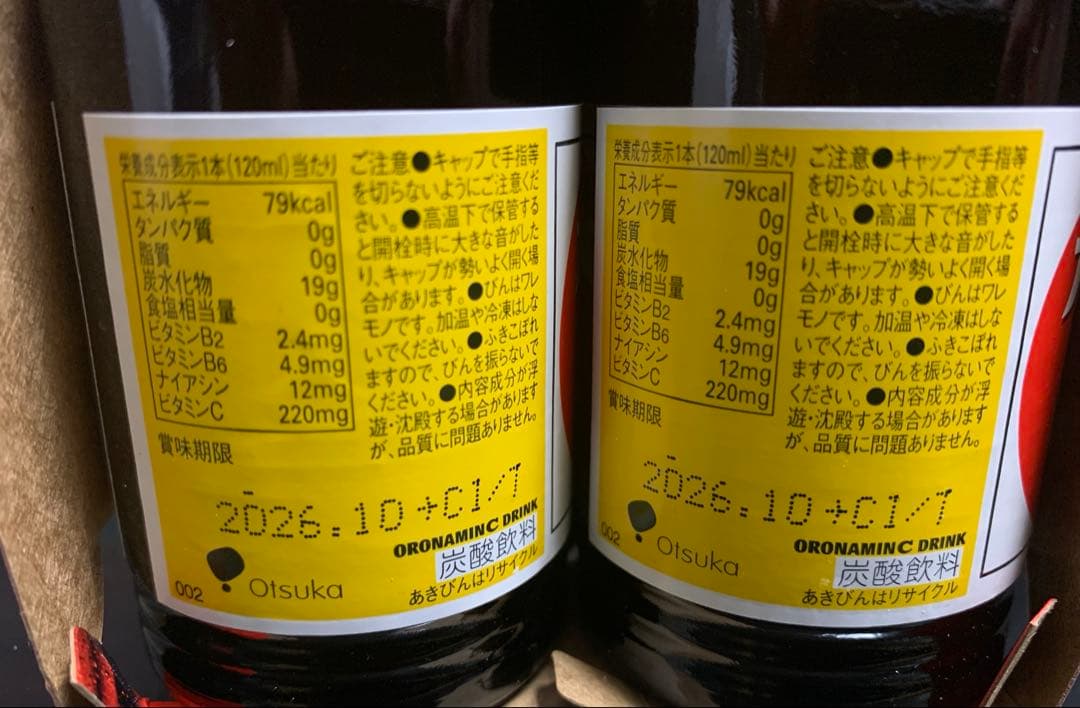 栄養成分表示1本(120ml)当たり
エネルギー 79kcal
タンパク質 0g
脂質 0g
炭水化物 19g
食塩相当量 0g
ビタミンB2 2.4mg
ビタミンB6 4.9mg
ナイアシン 12mg
ビタミンC 220mg
賞味期限
ご注意●キャップで手指等
を切らないようにご注意くだ
さい。●高温下で保管する
と開栓時に大きな音がした
り、キャップが勢いよく開く場
合があります。●びんはワレ
モノです。加温や冷凍はしな
いでください。●ふきこぼれ
ますので、びんを振らないで
ください。●内容成分が浮
遊・沈殿する場合があります
が、品質に問題ありません。
2026.10+C1/7
ORONAMIN C DRINK
炭酸飲料
あきびんはリサイクル
002
Otsuka
栄養成分表示1本(120ml)当たり
エネルギー 79kcal
タンパク質 0g
脂質 0g
炭水化物 19g
食塩相当量 0g
ビタミンB2 2.4mg
ビタミンB6 4.9mg
ナイアシン 12mg
ビタミンC 220mg
賞味期限
ご注意●キャップで手指等
を切らないようにご注意くだ
さい。●高温下で保管する
と開栓時に大きな音がした
り、キャップが勢いよく開く場
合があります。●びんはワレ
モノです。加温や冷凍はしな
いでください。●ふきこぼれ
ますので、びんを振らないで
ください。●内容成分が浮
遊・沈殿する場合があります
が、品質に問題ありません。
2026.10+C1/7
ORONAMIN C DRINK
炭酸飲料
あきびんはリサイクル
002
Otsuka